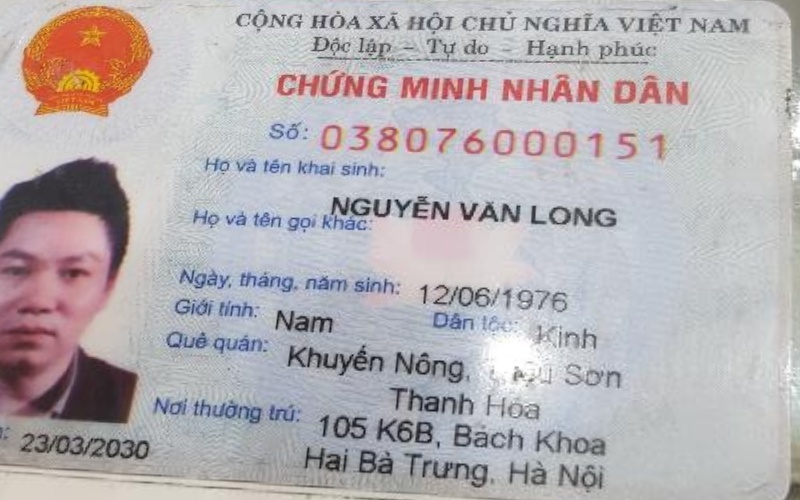 CỘNG HÒA XÃ HỘI CHỦ NGHĨA VIỆT NAM
Độc lập - Tự do - Hạnh phúc
CHỨNG MINH NHÂN DÂN
Số: 038076000151
Họ và tên khai sinh:
NGUYỄN VĂN LONG
Họ và tên gọi khác:
Ngày, tháng, năm sinh: 12/06/1976
Giới tính: Nam Dân tộc: Kinh
Quê quán: Khuyến Nông, Sơn
Thanh Hóa
Nơi thường trú: 105 K6B, Bách Khoa
Hai Bà Trưng, Hà Nội
23/03/2030